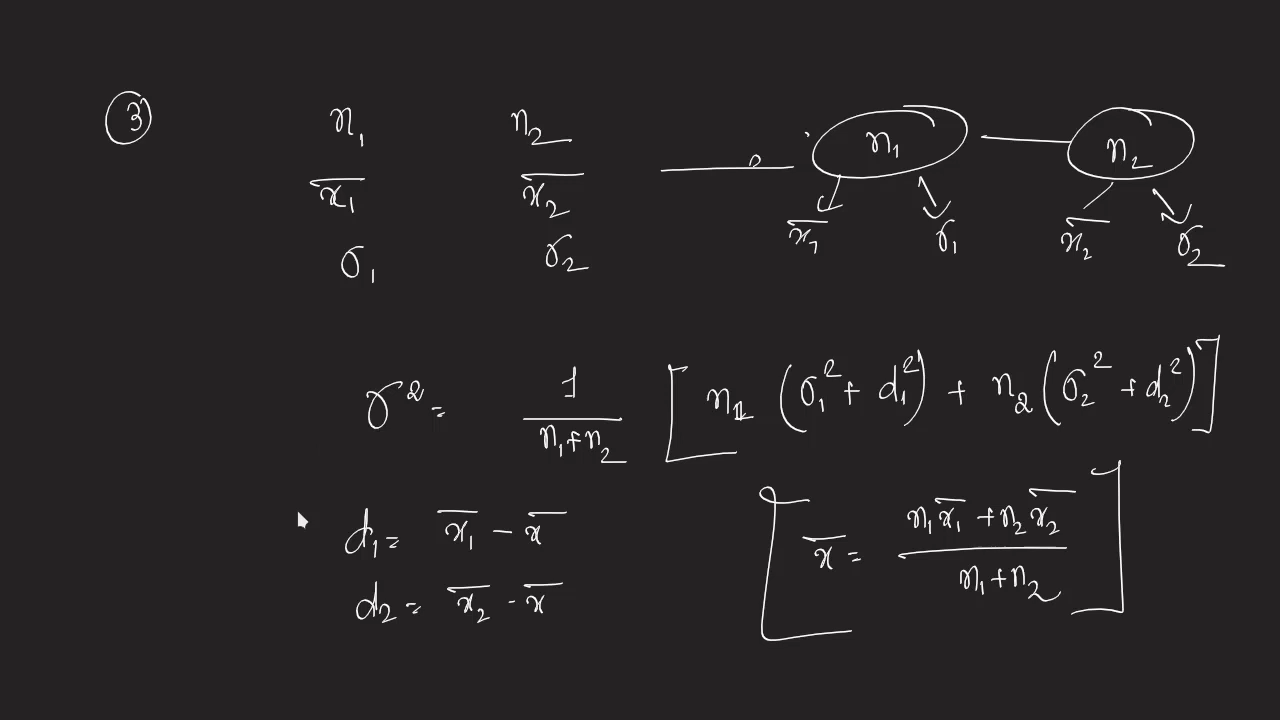 ③ n₁ n₂ n₁ n₂
x̄₁ x̄₂ x̄₁ σ₁ x̄₂ σ₂
σ₁ σ₂
σ² = 1/(n₁+n₂) [n₁ (σ₁² + d₁²) + n₂ (σ₂² + d₂²)]
d₁ = x̄₁ − x̄
d₂ = x̄₂ - x̄
[x̄ = (n₁x̄₁ + n₂x̄₂)/(n₁+n₂)]